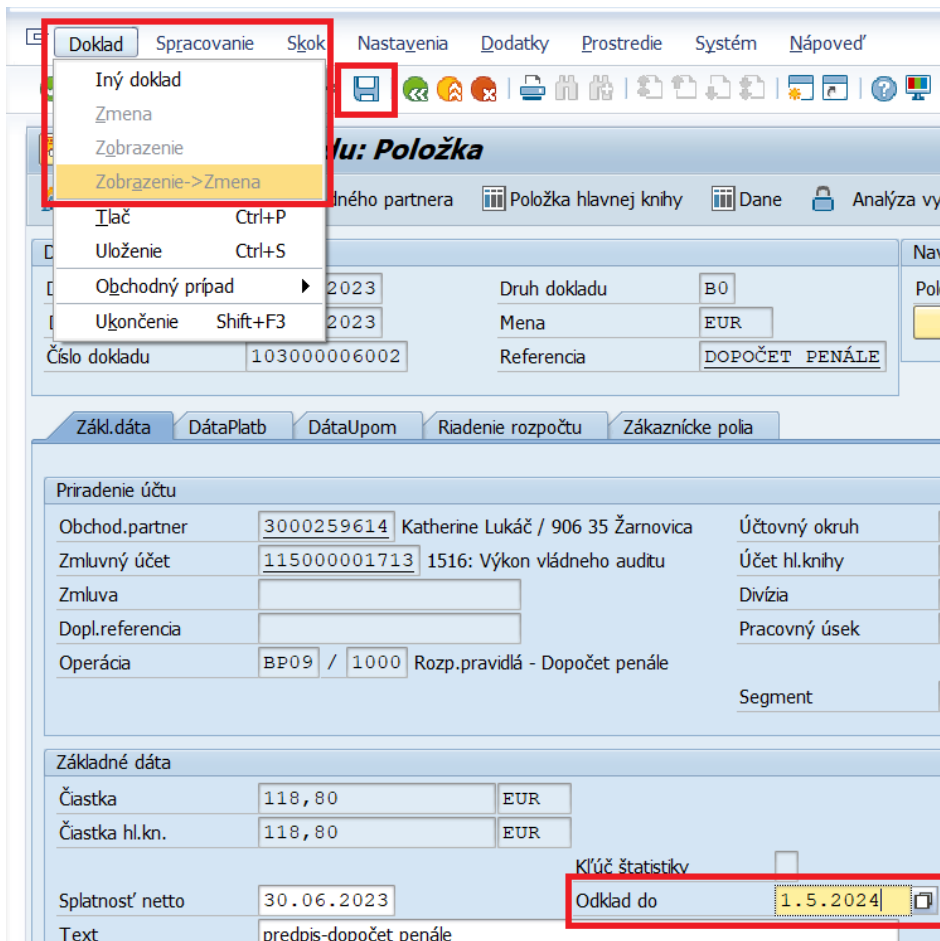 Doklad Spracovanie Skok Nastavenia Dodatky Prostredie Systém Nápoveď
Iný doklad
Zmena
Zobrazenie
Zobrazenie->Zmena
Tlač Ctrl+P
Uloženie Ctrl+S
Obchodný prípad
Ukončenie Shift+F3
Položka
partnera Položka hlavnej knihy Dane Analýza
2023 Druh dokladu B0
2023 Mena EUR
Číslo dokladu 103000006002 Referencia DOPOČET PENÁLE
Zákl.dáta DátaPlatb DátaUpom Riadenie rozpočtu Zákaznícke polia
Priradenie účtu
Obchod.partner 3000259614 Katherine Lukáč / 906 35 Žarnovica Účtovný okruh
Zmluvný účet 115000001713 1516: Výkon vládneho auditu Účet hl.knihy
Zmluva Divízia
Dopl.referencia Pracovný úsek
Operácia BP09 / 1000 Rozp.pravidlá - Dopočet penále
Segment
Základné dáta
Čiastka 118,80 EUR
Čiastka hl.kn. 118,80 EUR
Kľúč štatistiky
Splatnosť netto 30.06.2023 Odklad do 1.5.2024
Text predpis-dopočet penále